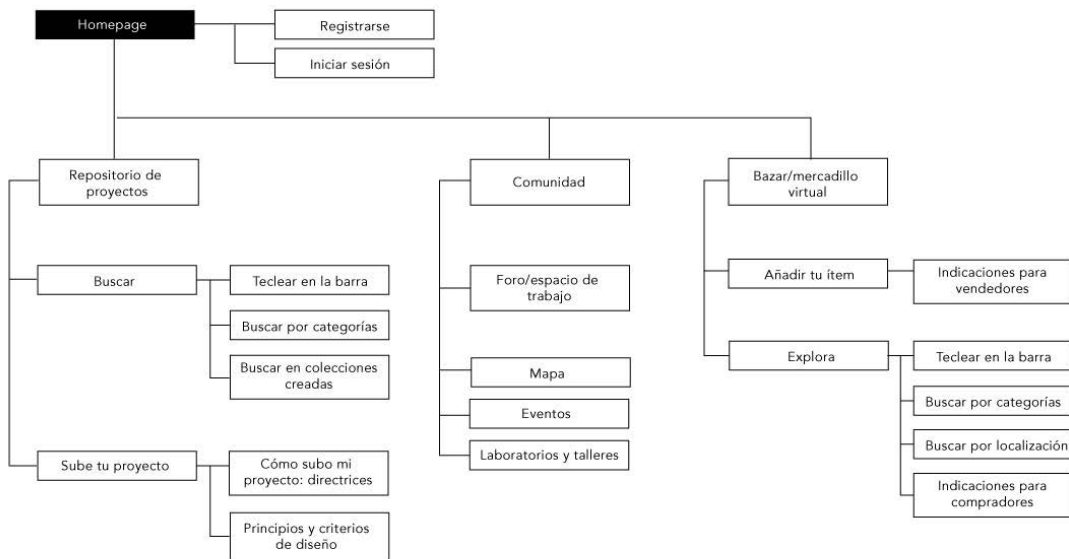 Homepage
Registrarse
Iniciar sesión
Repositorio de
proyectos
Comunidad
Bazar/mercadillo
virtual
Buscar
Teclear en la barra
Buscar por categorías
Buscar en colecciones
creadas
Sube tu proyecto
Cómo subo mi
proyecto: directrices
Principios y criterios
de diseño
Foro/espacio de
trabajo
Mapa
Eventos
Laboratorios y talleres
Añadir tu ítem
Indicaciones para
vendedores
Explora
Teclear en la barra
Buscar por categorías
Buscar por localización
Indicaciones para
compradores